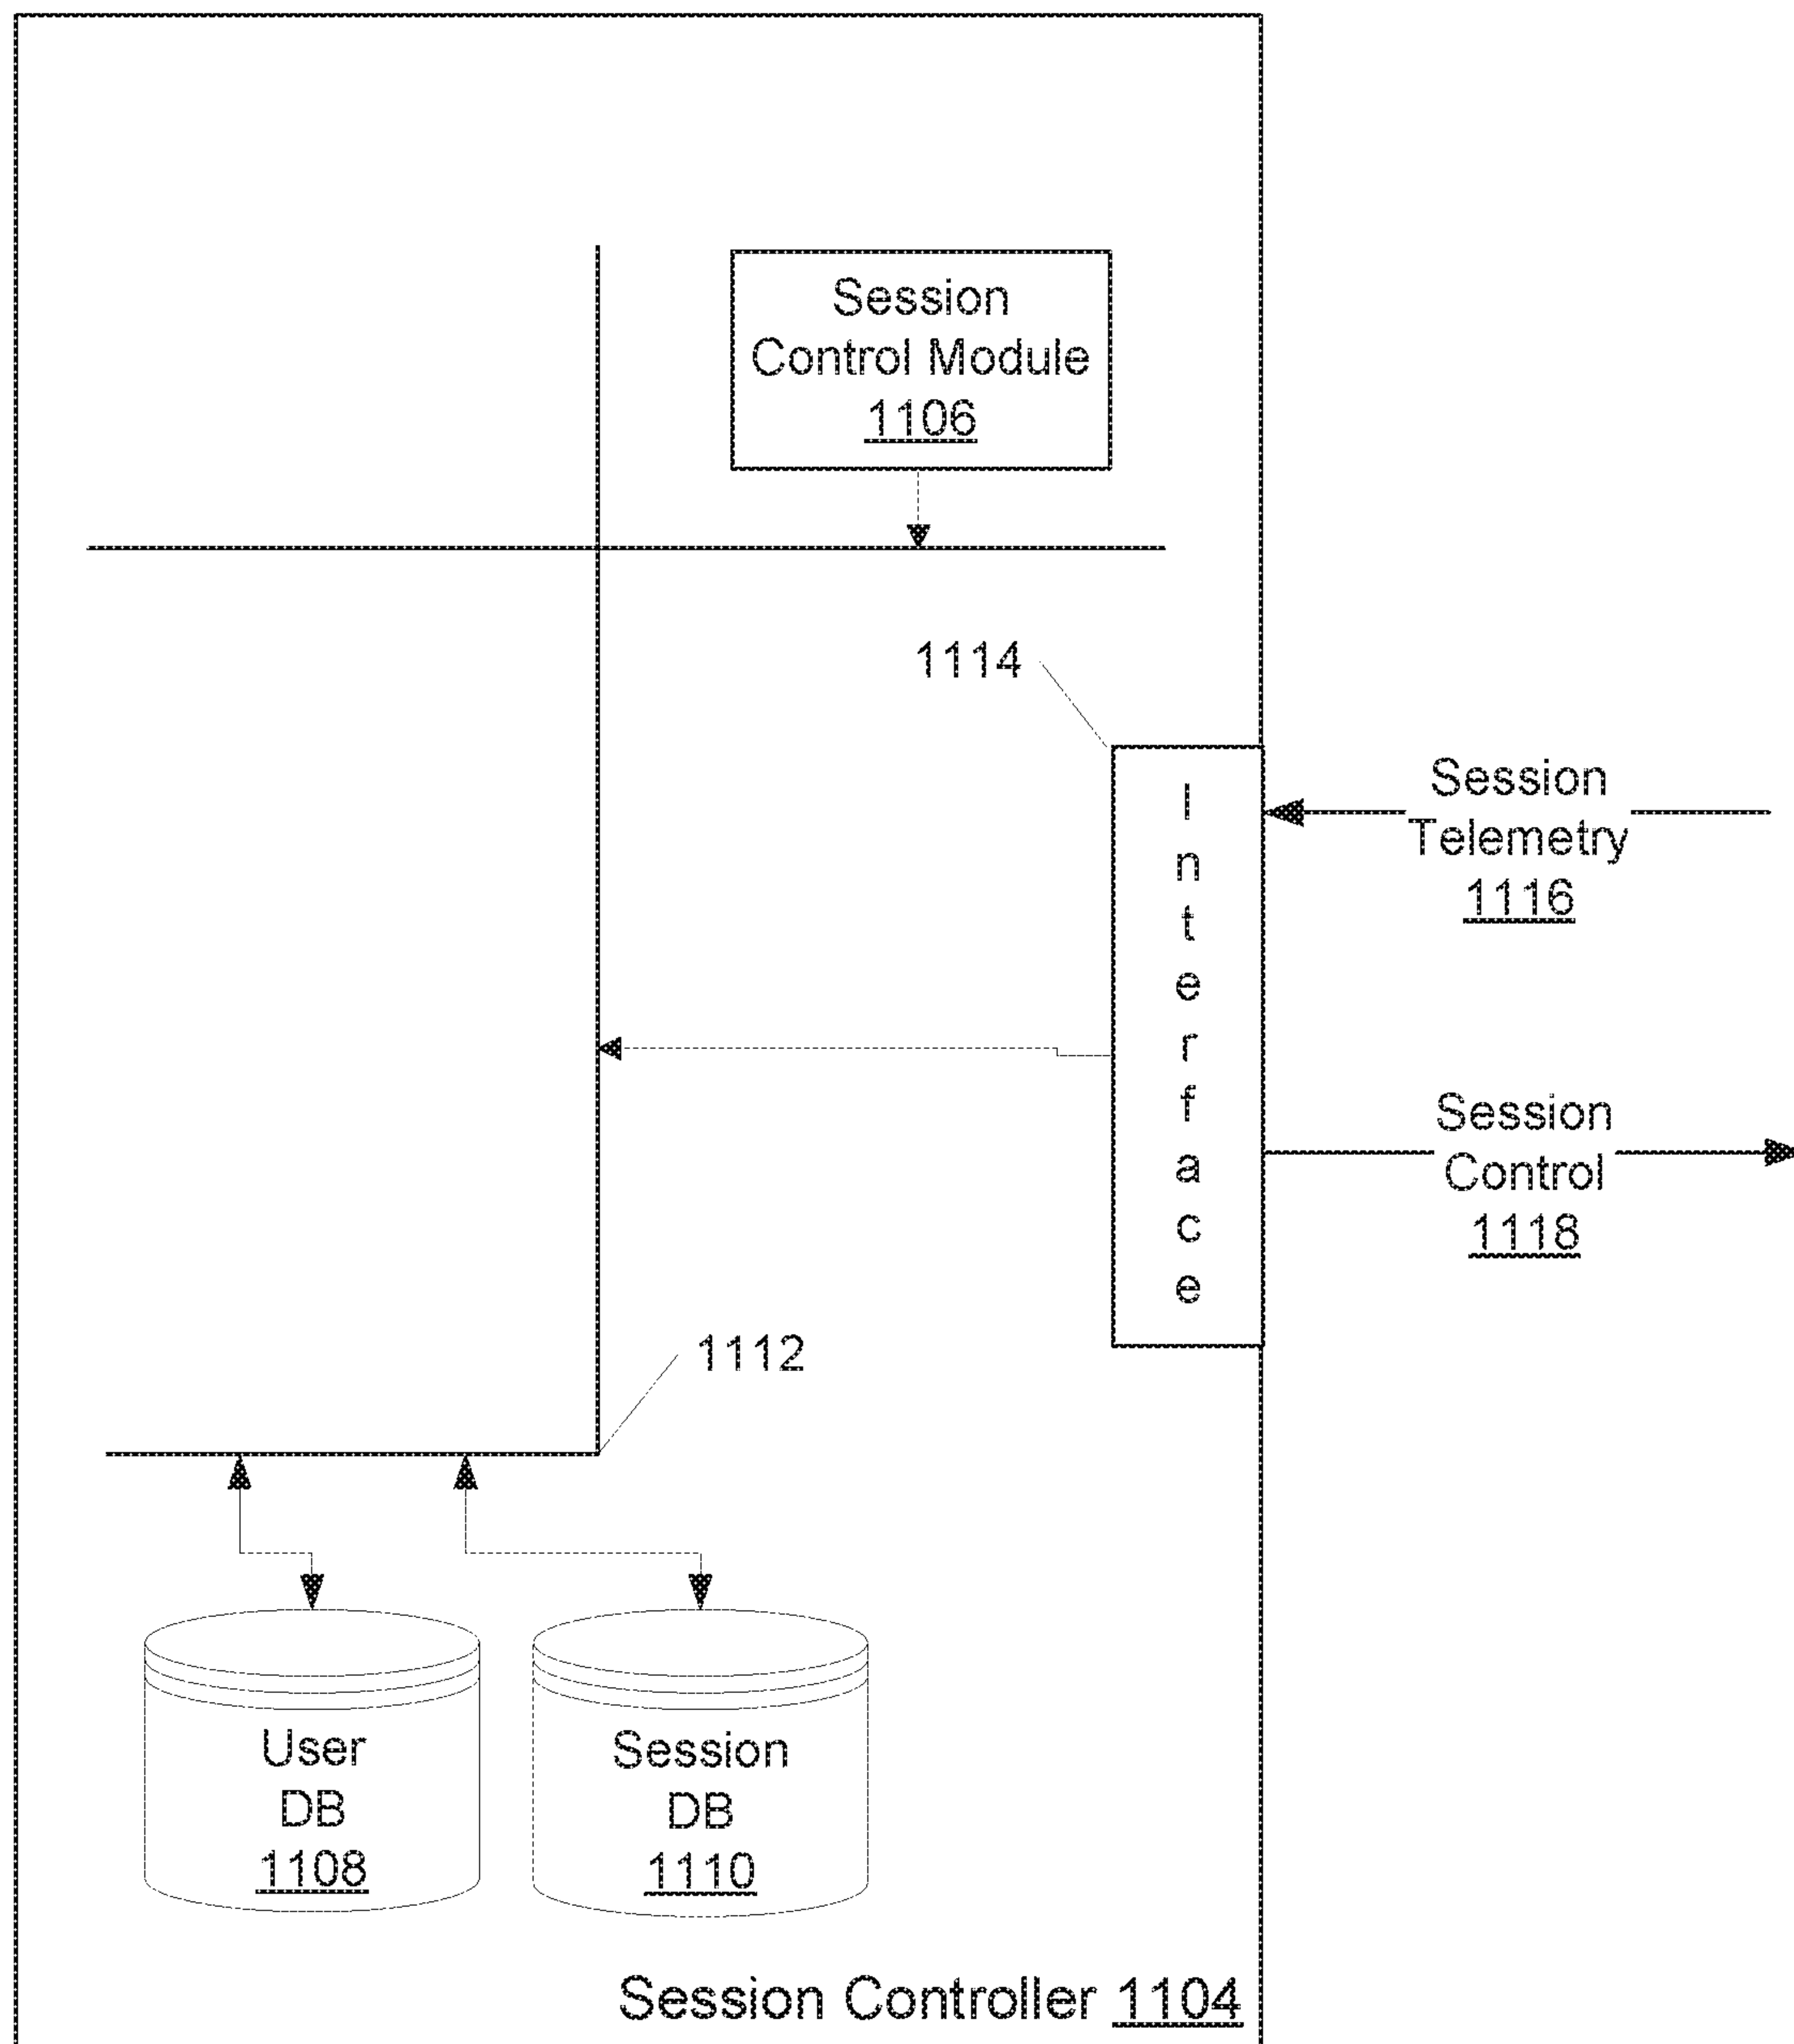 Session
Control Module
1106
1114
Interface
Session
Telemetry
1116
Session
Control
1118
1112
User
DB
1108
Session
DB
1110
Session Controller 1104